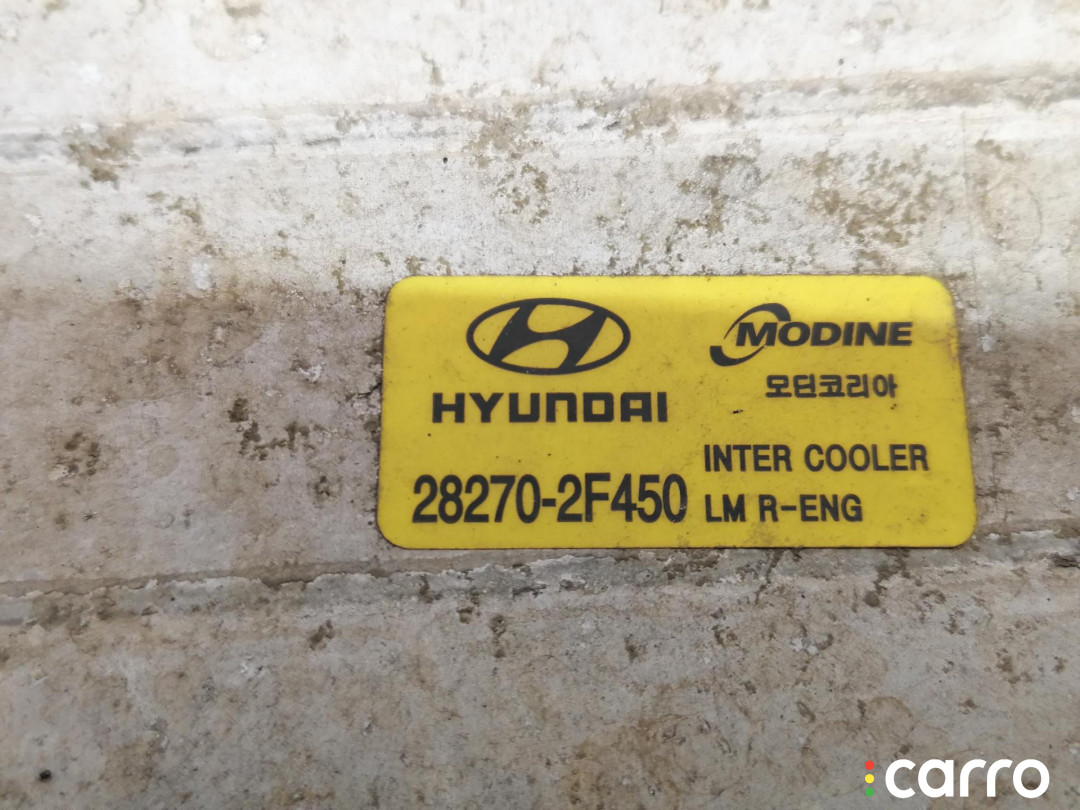 HYUNDAI
MODINE
모딘코리아
28270-2F450
INTER COOLER
LM R-ENG
carro